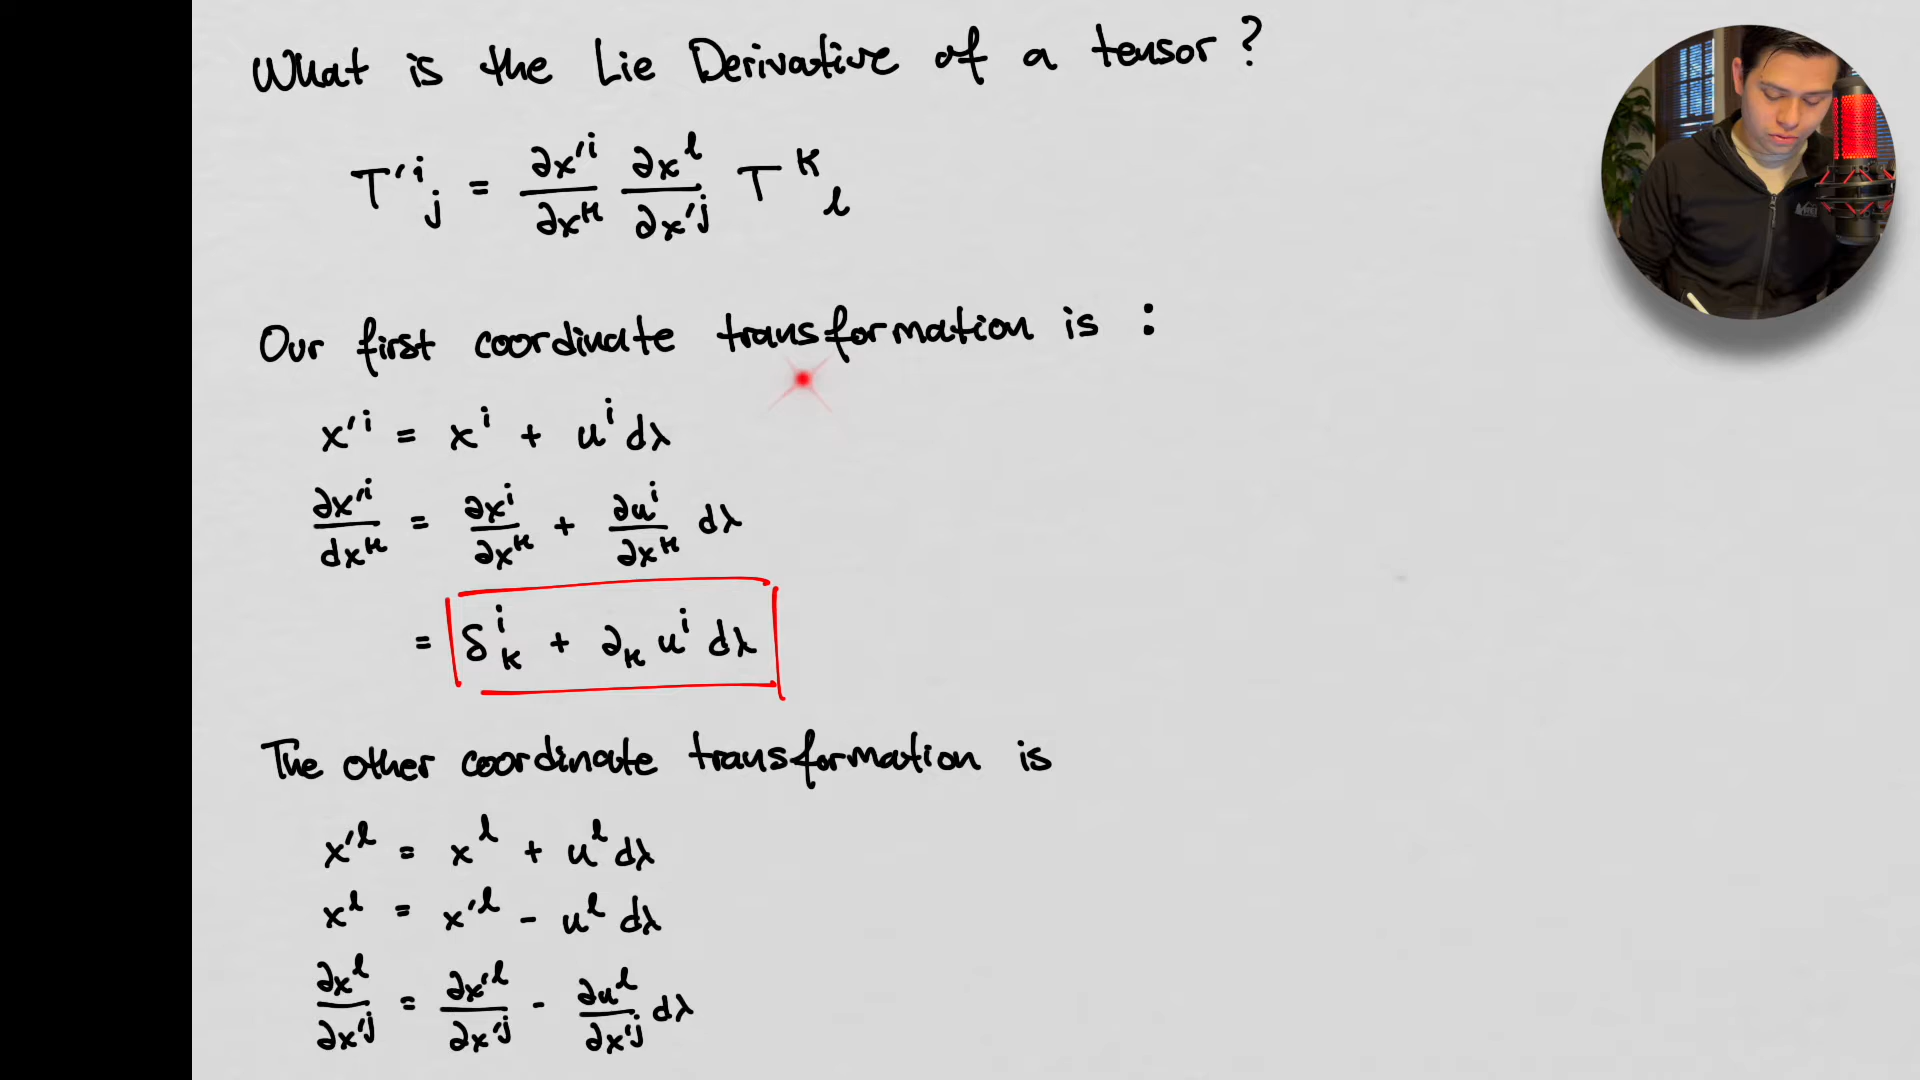 What is the Lie Derivative of a tensor?
T'^i_j = ∂x'^i/∂x^k ∂x^l/∂x'^j T^k_l
Our first coordinate transformation is :
x'^i = x^i + u^i dλ
∂x'^i/dx^k = ∂x^i/∂x^k + ∂u^i/∂x^k dλ
= δ^i_k + ∂_k u^i dλ
The other coordinate transformation is
x'^l = x^l + u^l dλ
x^l = x'^l - u^l dλ
∂x^l/∂x'^j = ∂x'^l/∂x'^j - ∂u^l/∂x'^j dλ